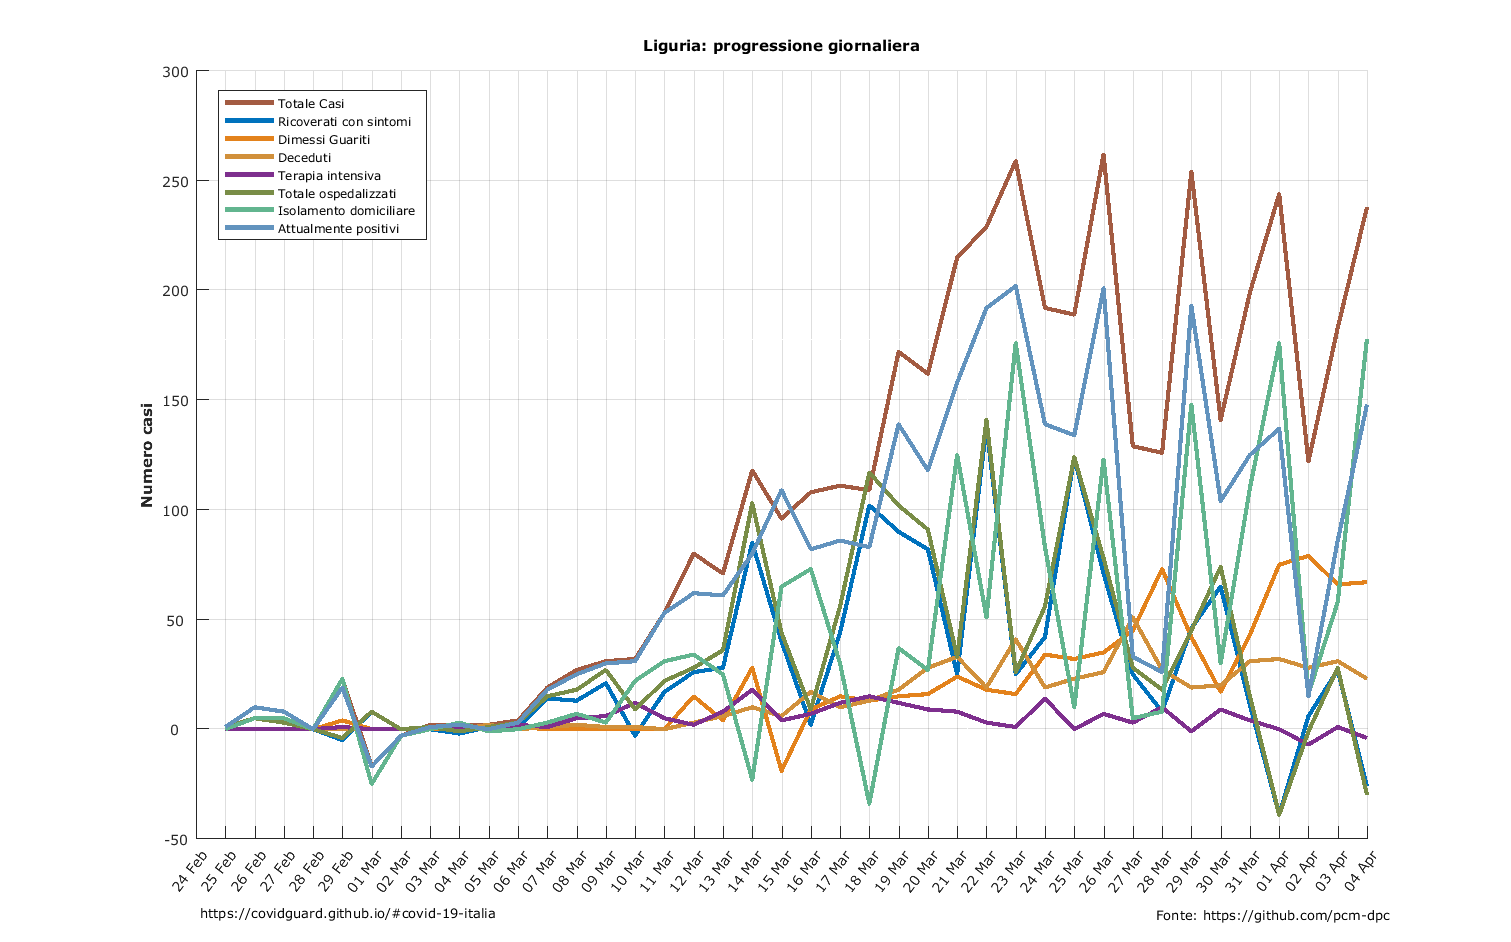 Liguria: progressione giornaliera
300
250
200
150
100
50
0
-50
Numero casi
Totale Casi
Ricoverati con sintomi
Dimessi Guariti
Deceduti
Terapia intensiva
Totale ospedalizzati
Isolamento domiciliare
Attualmente positivi
24 Feb
25 Feb
26 Feb
27 Feb
28 Feb
29 Feb
01 Mar
02 Mar
03 Mar
04 Mar
05 Mar
06 Mar
07 Mar
08 Mar
09 Mar
10 Mar
11 Mar
12 Mar
13 Mar
14 Mar
15 Mar
16 Mar
17 Mar
18 Mar
19 Mar
20 Mar
21 Mar
22 Mar
23 Mar
24 Mar
25 Mar
26 Mar
27 Mar
28 Mar
29 Mar
30 Mar
31 Mar
01 Apr
02 Apr
03 Apr
04 Apr
https://covidguard.github.io/#covid-19-italia
Fonte: https://github.com/pcm-dpc